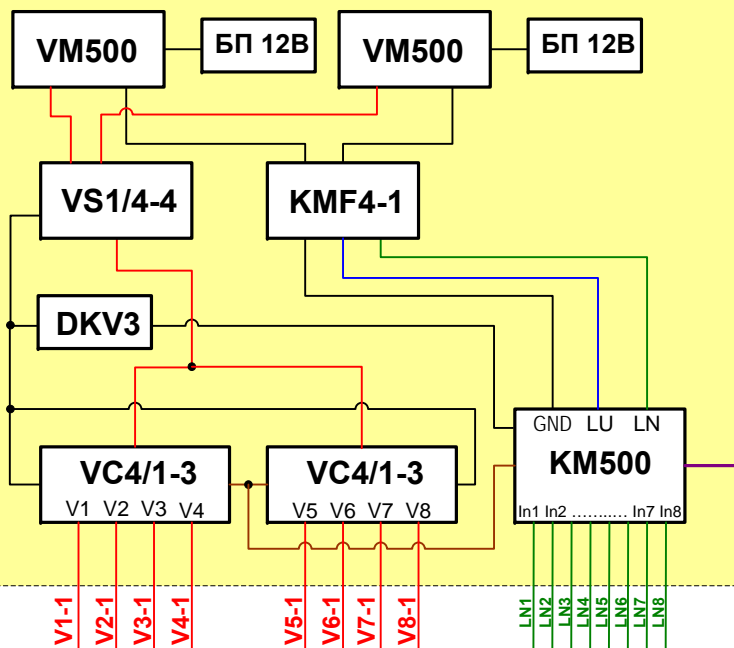 VM500
БП 12В
VM500
БП 12В
VS1/4-4
KMF4-1
DKV3
GND LU LN
KM500
In1 In2 ........... In7 In8
VC4/1-3
V1 V2 V3 V4
VC4/1-3
V5 V6 V7 V8
V1-1
V2-1
V3-1
V4-1
V5-1
V6-1
V7-1
V8-1
LN1
LN2
LN3
LN4
LN5
LN6
LN7
LN8